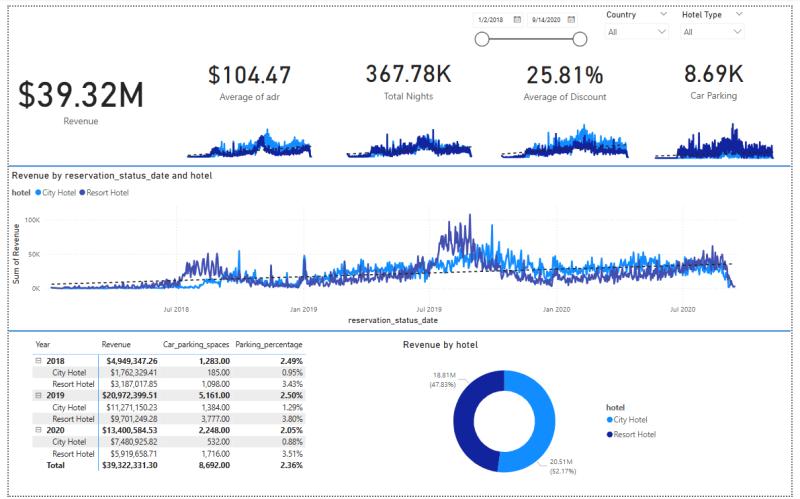 1/2/2018 9/14/2020
Country Hotel Type
All All
$39.32M
Revenue
$104.47
Average of adr
367.78K
Total Nights
25.81%
Average of Discount
8.69K
Car Parking
Revenue by reservation_status_date and hotel
hotel City Hotel Resort Hotel
Sum of Revenue
100K
50K
0K
Jul 2018 Jan 2019 Jul 2019 Jan 2020 Jul 2020
reservation_status_date
Year Revenue Car_parking_spaces Parking_percentage
2018 $4,949,347.26 1,283.00 2.49%
City Hotel $1,762,329.41 185.00 0.95%
Resort Hotel $3,187,017.85 1,098.00 3.43%
2019 $20,972,399.51 5,161.00 2.50%
City Hotel $11,271,150.23 1,384.00 1.29%
Resort Hotel $9,701,249.28 3,777.00 3.80%
2020 $13,400,584.53 2,248.00 2.05%
City Hotel $7,480,925.82 532.00 0.88%
Resort Hotel $5,919,658.71 1,716.00 3.51%
Total $39,322,331.30 8,692.00 2.36%
Revenue by hotel
18.81M
(47.83%)
20.51M
(52.17%)
hotel
City Hotel
Resort Hotel